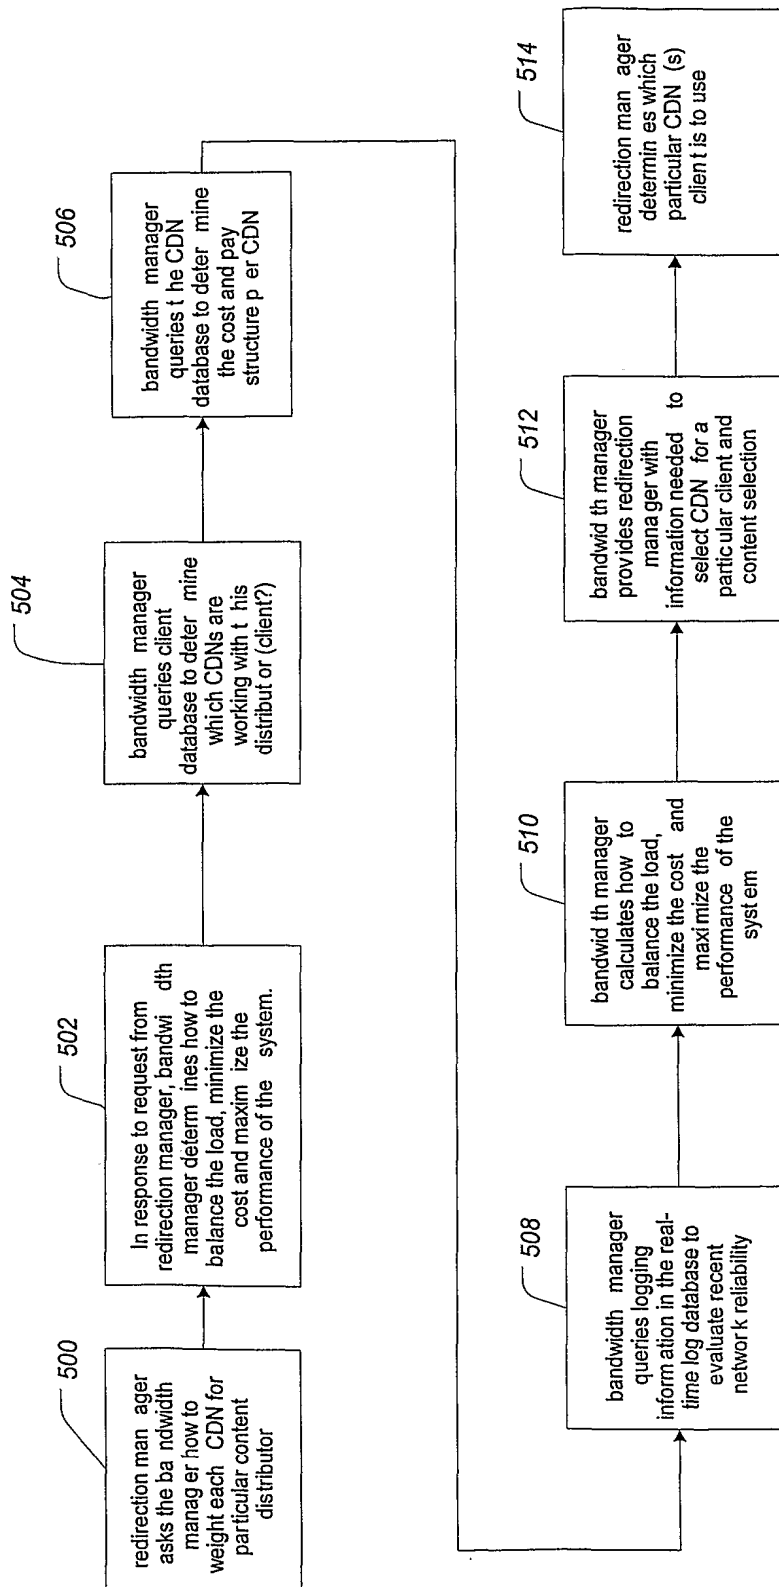 500
redirection man ager
asks the ba ndwidth
manag er how to
weight each CDN for
particular content
distributor
502
In response to request from
redirection manager, bandwi dth
manager determ ines how to
balance the load, minimize the
cost and maxim ize the
performance of the system.
504
bandwidth manager
queries client
database to deter mine
which CDNs are
working with t his
distribut or (client?)
506
bandwidth manager
queries t he CDN
database to deter mine
the cost and pay
structure p er CDN
508
bandwidth manager
queries logging
inform ation in the real-
time log database to
evaluate recent
networ k reliability
510
bandwid th manager
calculates how to
balance the load,
minimize the cost and
maximize the
performance of the
syst em
512
bandwid th manager
provides redirection
manag er with
information needed to
select CDN for a
particular client and
content selection
514
redirection man ager
determin es which
particular CDN (s)
client is to use